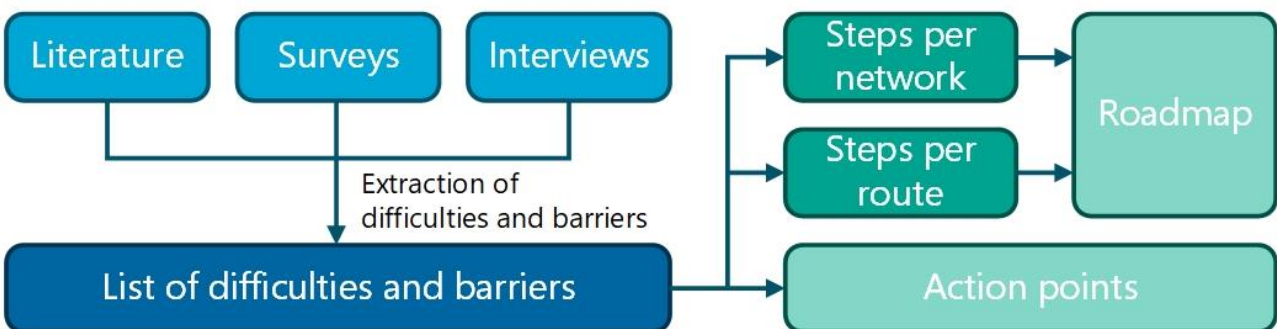 Literature
Surveys
Interviews
Extraction of
difficulties and barriers
List of difficulties and barriers
Steps per
network
Steps per
route
Roadmap
Action points